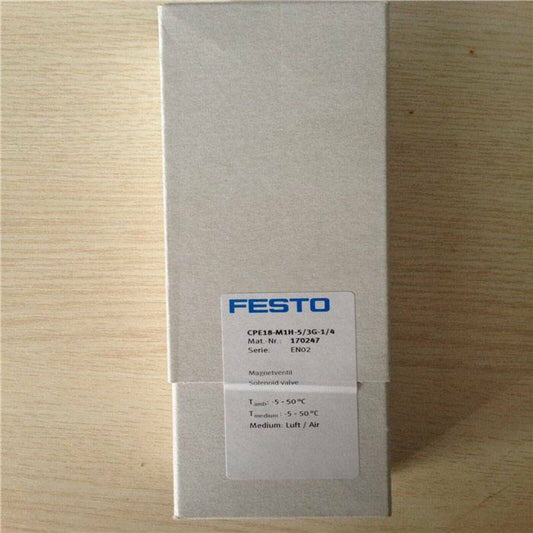 FESTO
CPE18-M1H-5/3G-1/4
Mat.-Nr.: 170247
Serie: EN02
Magnetventil
Solenoid valve
Tamb: -5 - 50 °C
Tmedium: -5 - 50 °C
Medium: Luft / Air